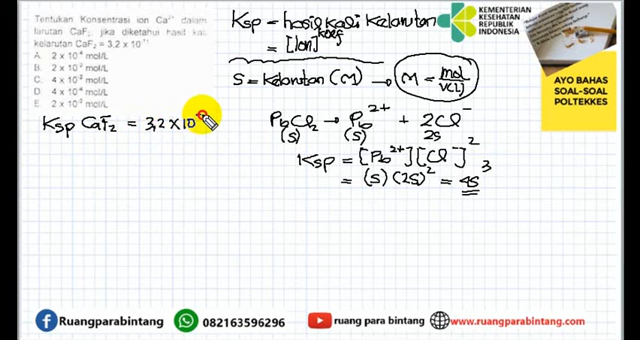 Tentukan Konsentrasi ion Ca²⁺ dalam
larutan CaF₂, jika diketahui hasil kali
kelarutan CaF₂ = 3,2 x 10⁻¹¹
A. 2 x 10⁻⁴ mol/L
B. 2 x 10⁻² mol/L
C. 4 x 10⁻³ mol/L
D. 4 x 10⁻⁴ mol/L
E. 2 x 10⁻³ mol/L
Ksp CaF₂ = 3,2 x 10
Ksp = hasil kali kelarutan
= [Ion]^koef
S = Kelarutan (M) → M = mol/V(L)
PbCl₂ → Pb²⁺ + 2Cl⁻
(s) (s) 2s
Ksp = [Pb²⁺][Cl⁻]²
= (s) (2s)² = 4s³
KEMENTERIAN
KESEHATAN
REPUBLIK
INDONESIA
AYO BAHAS
SOAL-SOAL
POLTEKKES
Ruangparabintang
082163596296
ruang para bintang
www.ruangparabintang.com